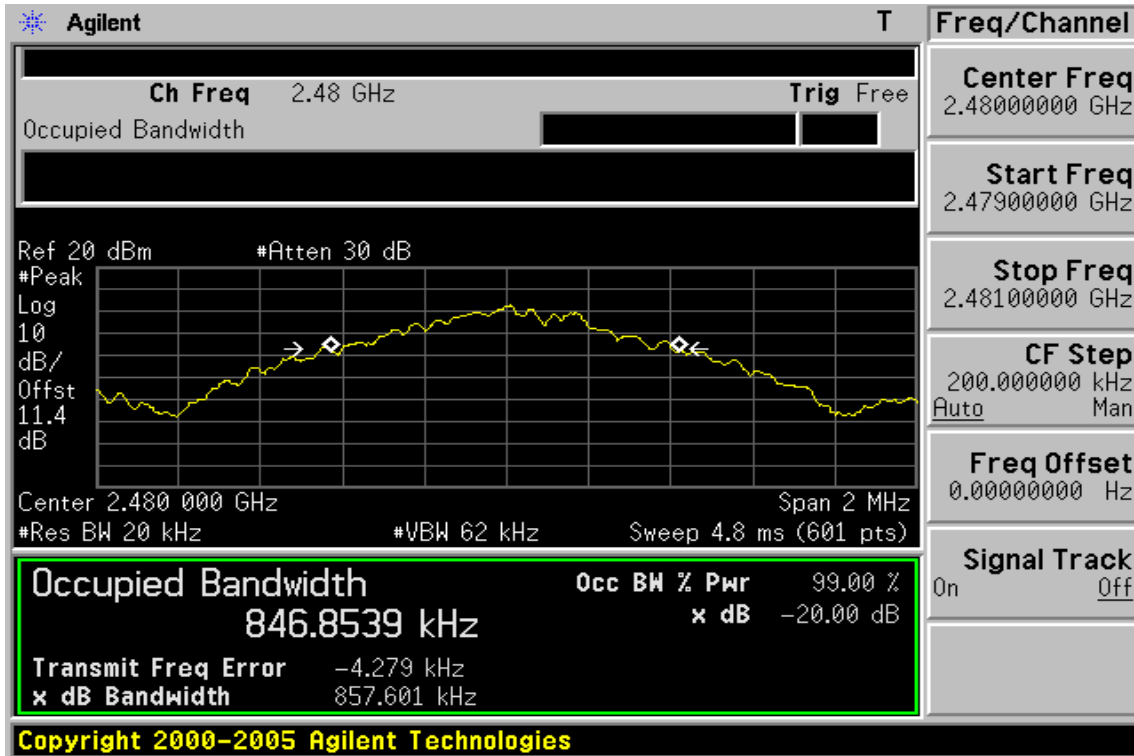 Agilent T
Freq/Channel
Ch Freq 2.48 GHz Trig Free
Occupied Bandwidth
Center Freq
2.48000000 GHz
Start Freq
2.47900000 GHz
Stop Freq
2.48100000 GHz
CF Step
200.000000 kHz
Auto Man
Freq Offset
0.00000000 Hz
Signal Track
On Off
Ref 20 dBm #Atten 30 dB
#Peak
Log
10
dB/
Offst
11.4
dB
Center 2.480 000 GHz Span 2 MHz
#Res BW 20 kHz #VBW 62 kHz Sweep 4.8 ms (601 pts)
Occupied Bandwidth
846.8539 kHz
Occ BW % Pwr 99.00 %
x dB -20.00 dB
Transmit Freq Error -4.279 kHz
x dB Bandwidth 857.601 kHz
Copyright 2000-2005 Agilent Technologies